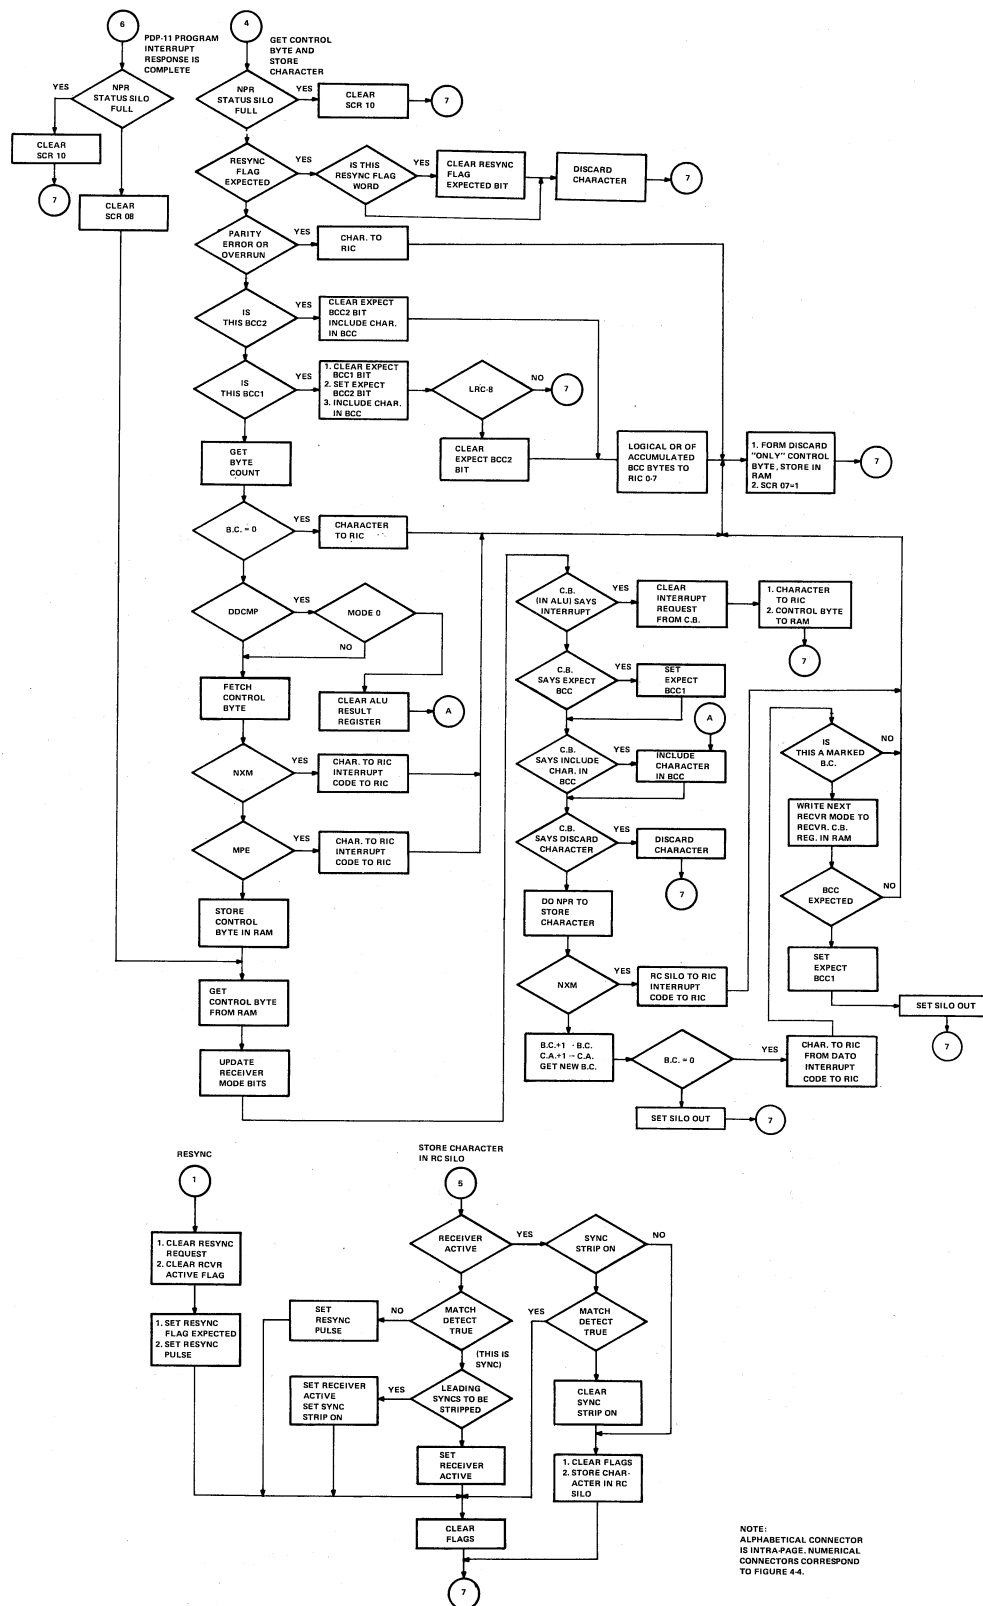 6
PDP-11 PROGRAM
INTERRUPT
RESPONSE IS
COMPLETE
YES
NPR
STATUS SILO
FULL
CLEAR
SCR 10
7
CLEAR
SCR 08
4
GET CONTROL
BYTE AND
STORE
CHARACTER
NPR
STATUS SILO
FULL
YES
CLEAR
SCR 10
7
RESYNC
FLAG
EXPECTED
YES
IS THIS
RESYNC FLAG
WORD
YES
CLEAR RESYNC
FLAG
EXPECTED BIT
DISCARD
CHARACTER
7
PARITY
ERROR OR
OVERRUN
YES
CHAR. TO
RIC
IS
THIS BCC2
YES
CLEAR EXPECT
BCC2 BIT
INCLUDE CHAR.
IN BCC
IS
THIS BCC1
YES
1. CLEAR EXPECT
BCC1 BIT
2. SET EXPECT
BCC2 BIT
3. INCLUDE CHAR.
IN BCC
LRC-8
NO
7
CLEAR
EXPECT BCC2
BIT
LOGICAL OR OF
ACCUMULATED
BCC BYTES TO
RIC 0-7
1. FORM DISCARD
"ONLY" CONTROL
BYTE, STORE IN
RAM
2. SCR 07=1
7
GET
BYTE
COUNT
B.C. = 0
YES
CHARACTER
TO RIC
DDCMP
YES
MODE 0
NO
FETCH
CONTROL
BYTE
CLEAR ALU
RESULT
REGISTER
A
NXM
YES
CHAR. TO RIC
INTERRUPT
CODE TO RIC
MPE
YES
CHAR. TO RIC
INTERRUPT
CODE TO RIC
STORE
CONTROL
BYTE IN RAM
GET
CONTROL BYTE
FROM RAM
UPDATE
RECEIVER
MODE BITS
C.B.
(IN ALU) SAYS
INTERRUPT
YES
CLEAR
INTERRUPT
REQUEST
FROM C.B.
1. CHARACTER
TO RIC
2. CONTROL BYTE
TO RAM
7
C.B.
SAYS EXPECT
BCC
YES
SET
EXPECT
BCC1
A
C.B.
SAYS INCLUDE
CHAR. IN
BCC
YES
INCLUDE
CHARACTER
IN BCC
C.B.
SAYS DISCARD
CHARACTER
YES
DISCARD
CHARACTER
7
DO NPR TO
STORE
CHARACTER
NXM
YES
RC SILO TO RIC
INTERRUPT
CODE TO RIC
B.C.+1 → B.C.
C.A.+1 → C.A.
GET NEW B.C.
B.C. = 0
YES
SET SILO OUT
7
CHAR. TO RIC
FROM DATO
INTERRUPT
CODE TO RIC
IS
THIS A MARKED
B.C.
NO
WRITE NEXT
RECVR MODE TO
RECVR. C.B.
REG. IN RAM
BCC
EXPECTED
NO
SET
EXPECT
BCC1
SET SILO OUT
7
RESYNC
1
1. CLEAR RESYNC
REQUEST
2. CLEAR RCVR
ACTIVE FLAG
1. SET RESYNC
FLAG EXPECTED
2. SET RESYNC
PULSE
STORE CHARACTER
IN RC SILO
5
RECEIVER
ACTIVE
YES
SYNC
STRIP ON
NO
MATCH
DETECT
TRUE
NO
SET
RESYNC
PULSE
(THIS IS
SYNC)
YES
MATCH
DETECT
TRUE
LEADING
SYNCS TO BE
STRIPPED
YES
SET RECEIVER
ACTIVE
SET SYNC
STRIP ON
SET
RECEIVER
ACTIVE
CLEAR
SYNC
STRIP ON
1. CLEAR FLAGS
2. STORE CHAR-
ACTER IN RC
SILO
CLEAR
FLAGS
7
NOTE:
ALPHABETICAL CONNECTOR
IS INTRA-PAGE. NUMERICAL
CONNECTORS CORRESPOND
TO FIGURE 4-4.